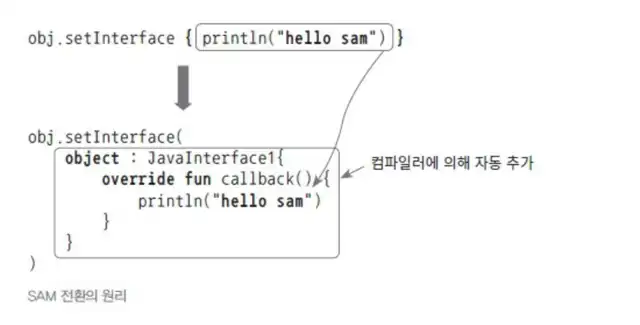 obj.setInterface { println("hello sam") }
obj.setInterface(
object : JavaInterface1{
override fun callback() {
println("hello sam")
}
}
)
컴파일러에 의해 자동 추가
SAM 전환의 원리